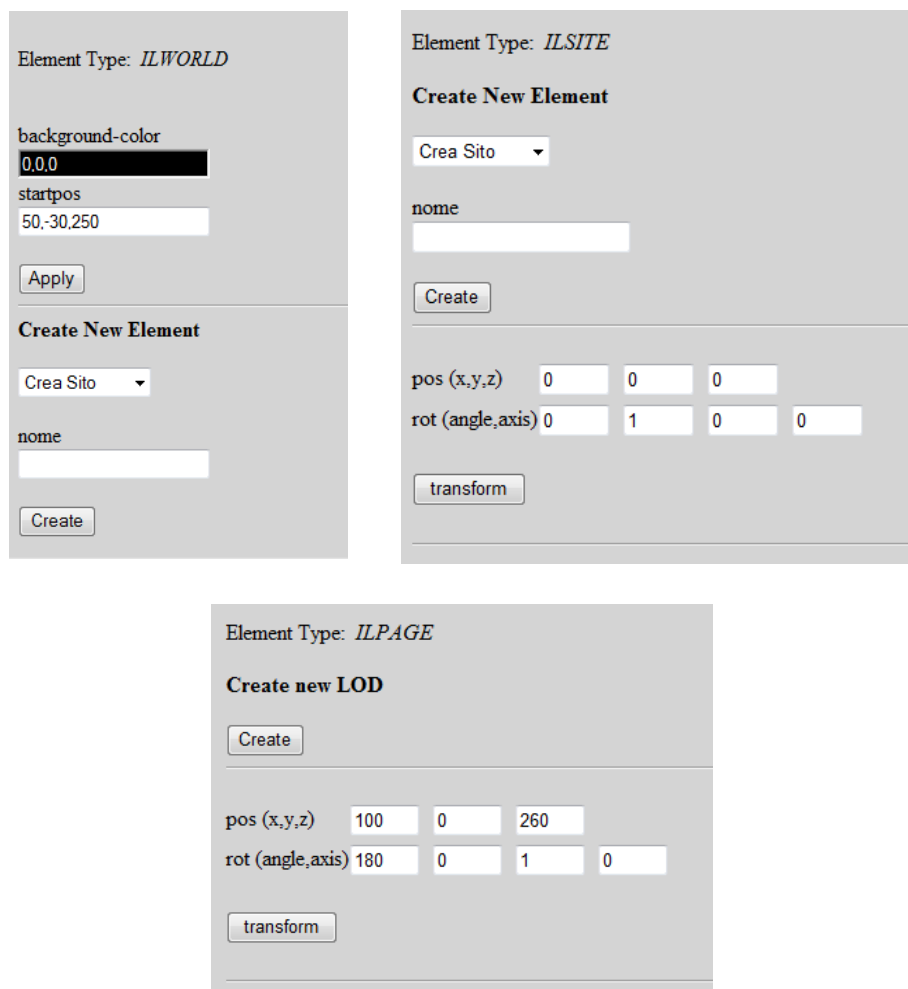 Element Type: ILWORLD
background-color
0,0,0
startpos
50,-30,250
Apply
Create New Element
Crea Sito
nome
Create
Element Type: ILSITE
Create New Element
Crea Sito
nome
Create
pos (x,y,z) 0 0 0
rot (angle,axis) 0 1 0 0
transform
Element Type: ILPAGE
Create new LOD
Create
pos (x,y,z) 100 0 260
rot (angle,axis) 180 0 1 0
transform